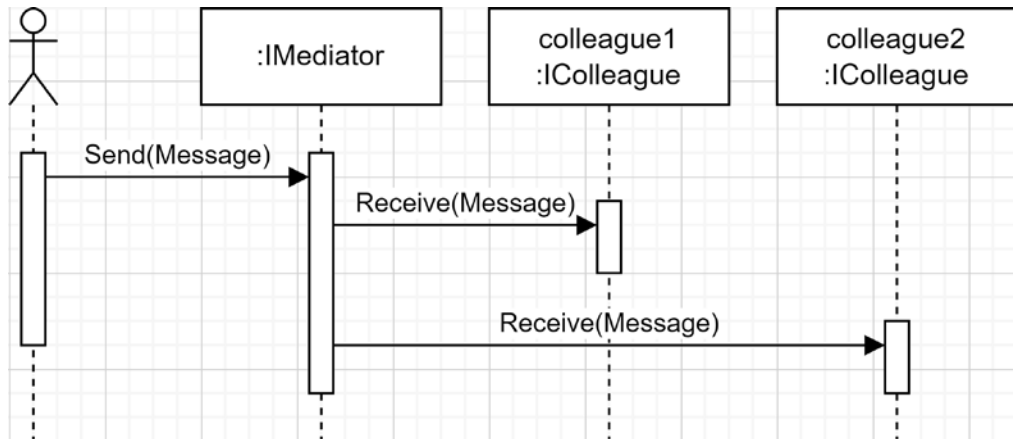 :IMediator
colleague1
:IColleague
colleague2
:IColleague
Send(Message)
Receive(Message)
Receive(Message)